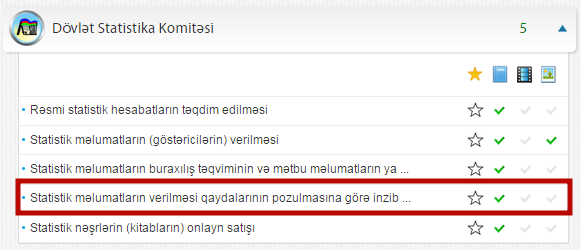 Dövlət Statistika Komitəsi 5
Rəsmi statistik hesabatların təqdim edilməsi
Statistik məlumatların (göstəricilərin) verilməsi
Statistik məlumatların buraxılış təqviminin və mətbu məlumatların ya ...
Statistik məlumatların verilməsi qaydalarının pozulmasına görə inzib ...
Statistik nəşrlərin (kitabların) onlayn satışı